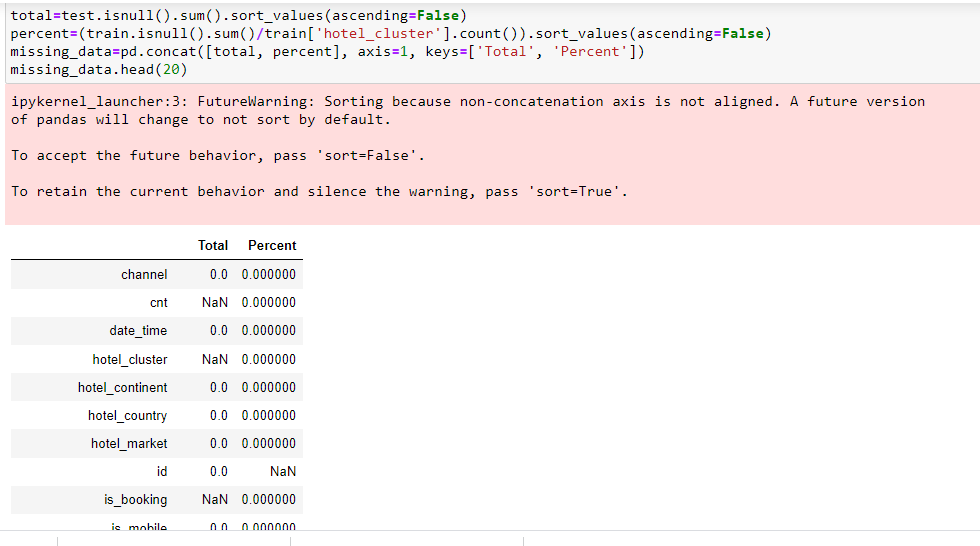 total=test.isnull().sum().sort_values(ascending=False)
percent=(train.isnull().sum()/train['hotel_cluster'].count()).sort_values(ascending=False)
missing_data=pd.concat([total, percent], axis=1, keys=['Total', 'Percent'])
missing_data.head(20)
ipykernel_launcher:3: FutureWarning: Sorting because non-concatenation axis is not aligned. A future version
of pandas will change to not sort by default.
To accept the future behavior, pass 'sort=False'.
To retain the current behavior and silence the warning, pass 'sort=True'.
Total Percent
channel 0.0 0.000000
cnt NaN 0.000000
date_time 0.0 0.000000
hotel_cluster NaN 0.000000
hotel_continent 0.0 0.000000
hotel_country 0.0 0.000000
hotel_market 0.0 0.000000
id 0.0 NaN
is_booking NaN 0.000000
is_mobile 0.0 0.000000